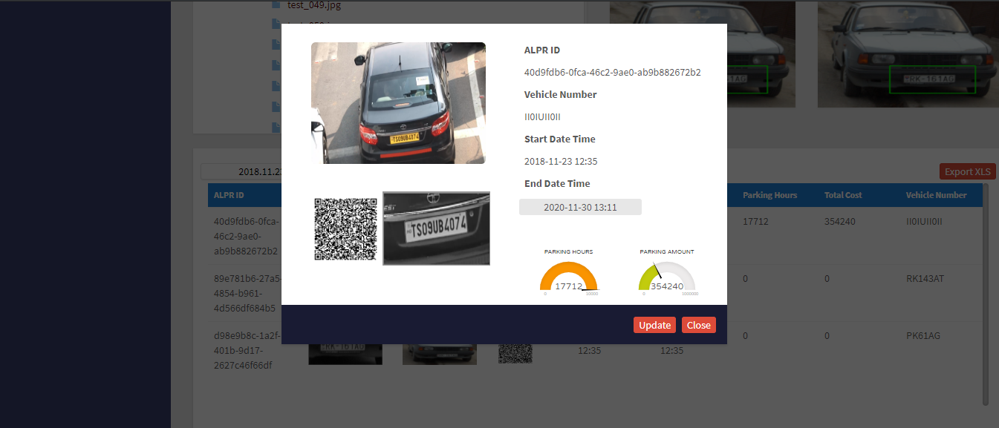 test_049.jpg
ALPR ID
40d9fdb6-0fca-46c2-9ae0-ab9b882672b2
Vehicle Number
II0IUII0II
Start Date Time
2018-11-23 12:35
End Date Time
2020-11-30 13:11
TS09UB4074
TS09UB4074
PARKING HOURS
17712
0
10000
PARKING AMOUNT
354240
0
1000000
Update
Close
61AG
RK-161AG
2018.11.23
Export XLS
ALPR ID
Parking Hours
Total Cost
Vehicle Number
40d9fdb6-0fca-
46c2-9ae0-
ab9b882672b2
17712
354240
II0IUII0II
89e781b6-27a5-
4854-b961-
4d566df684b5
0
0
RK143AT
d98e9b8c-1a2f-
401b-9d17-
2627c46f66df
RK-161AG
12:35
12:35
0
0
PK61AG